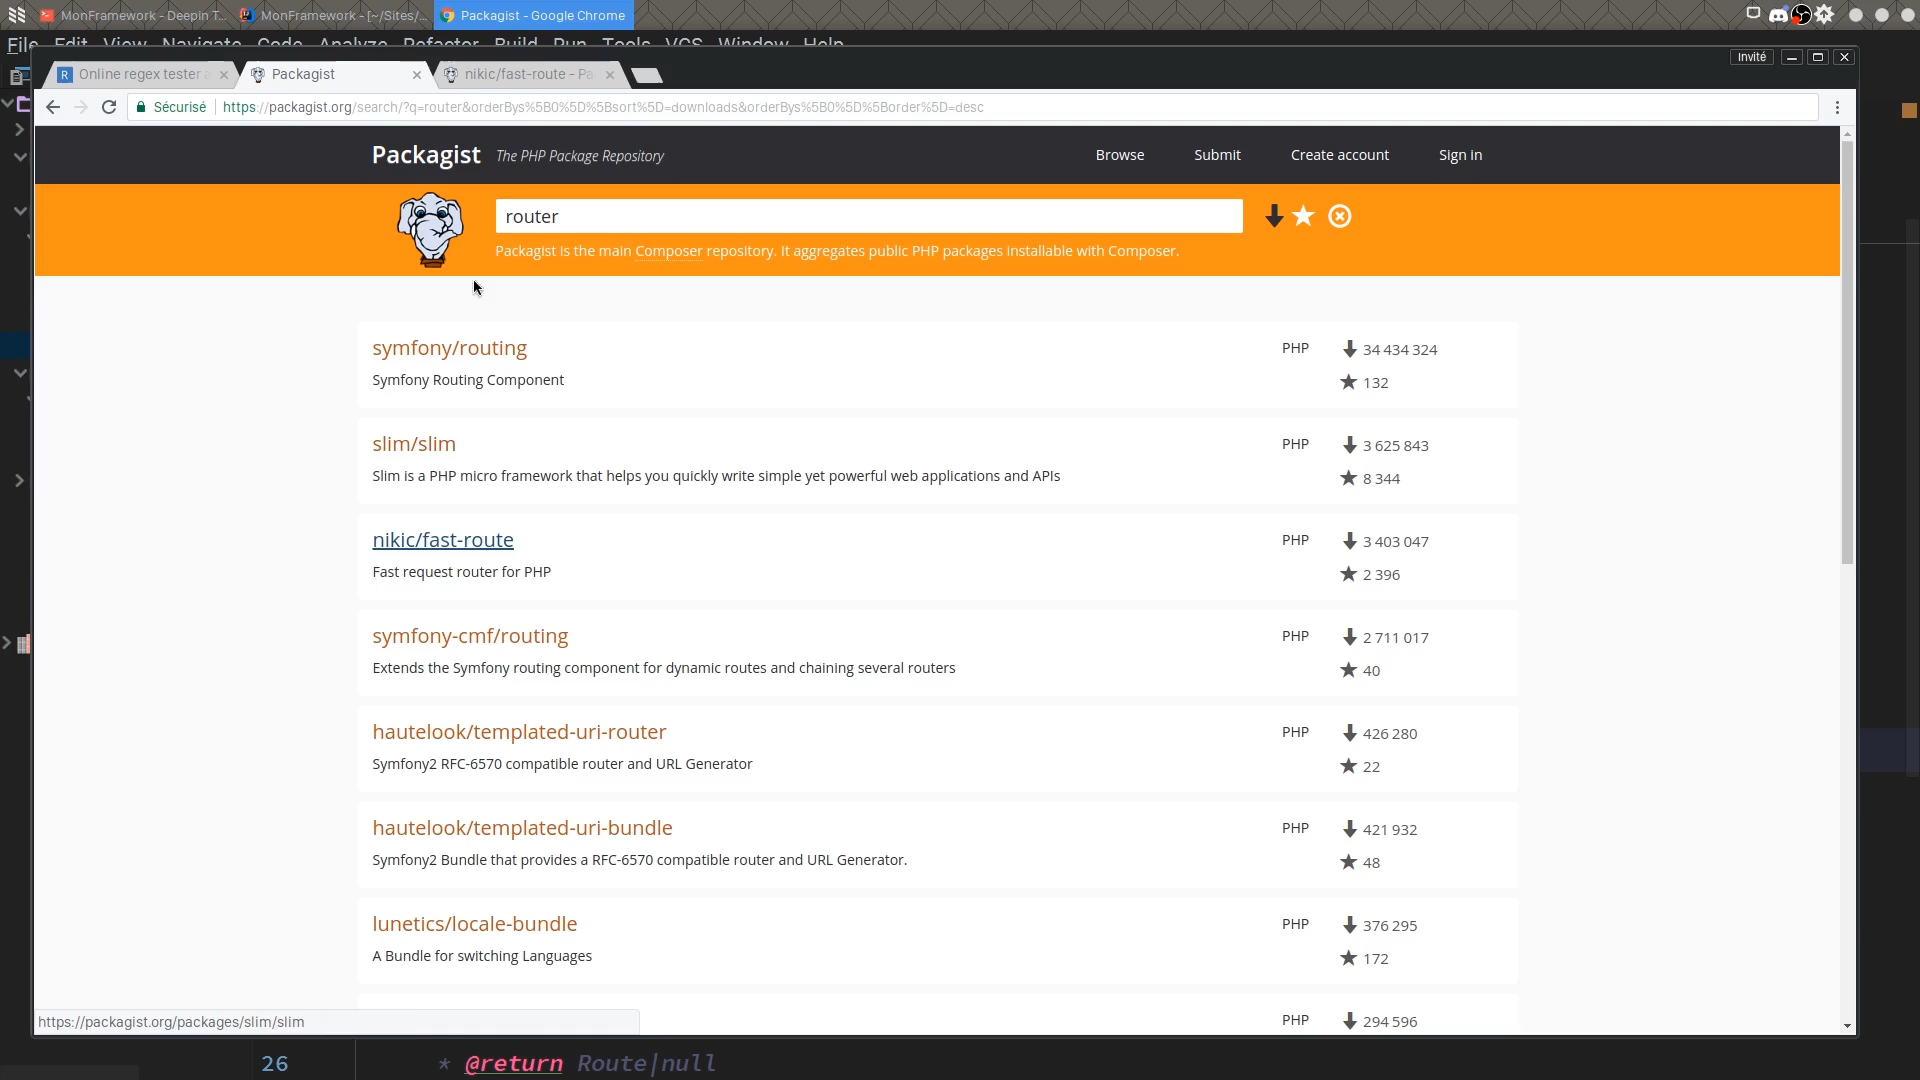 MonFramework - Deepin T...
MonFramework - [~/Sites/...
Packagist - Google Chrome
File Edit View Navigate Code Analyze Refactor Build Run Tools VCS Window Help
Invité
Online regex tester a
Packagist
nikic/fast-route - Pa
Sécurisé
https://packagist.org/search/?q=router&orderBys%5B0%5D%5Bsort%5D=downloads&orderBys%5B0%5D%5Border%5D=desc
Packagist The PHP Package Repository
Browse Submit Create account Sign in
router
Packagist is the main Composer repository. It aggregates public PHP packages installable with Composer.
symfony/routing PHP 34 434 324
Symfony Routing Component 132
slim/slim PHP 3 625 843
Slim is a PHP micro framework that helps you quickly write simple yet powerful web applications and APIs 8 344
nikic/fast-route PHP 3 403 047
Fast request router for PHP 2 396
symfony-cmf/routing PHP 2 711 017
Extends the Symfony routing component for dynamic routes and chaining several routers 40
hautelook/templated-uri-router PHP 426 280
Symfony2 RFC-6570 compatible router and URL Generator 22
hautelook/templated-uri-bundle PHP 421 932
Symfony2 Bundle that provides a RFC-6570 compatible router and URL Generator. 48
lunetics/locale-bundle PHP 376 295
A Bundle for switching Languages 172
PHP 294 596
https://packagist.org/packages/slim/slim
26 * @return Route|null